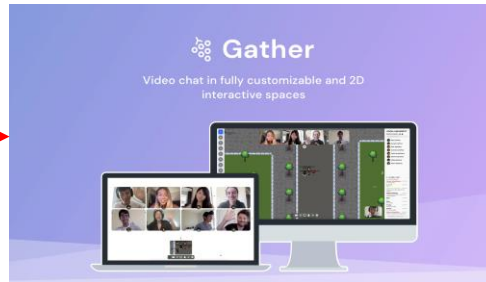 Gather
Video chat in fully customizable and 2D
interactive spaces